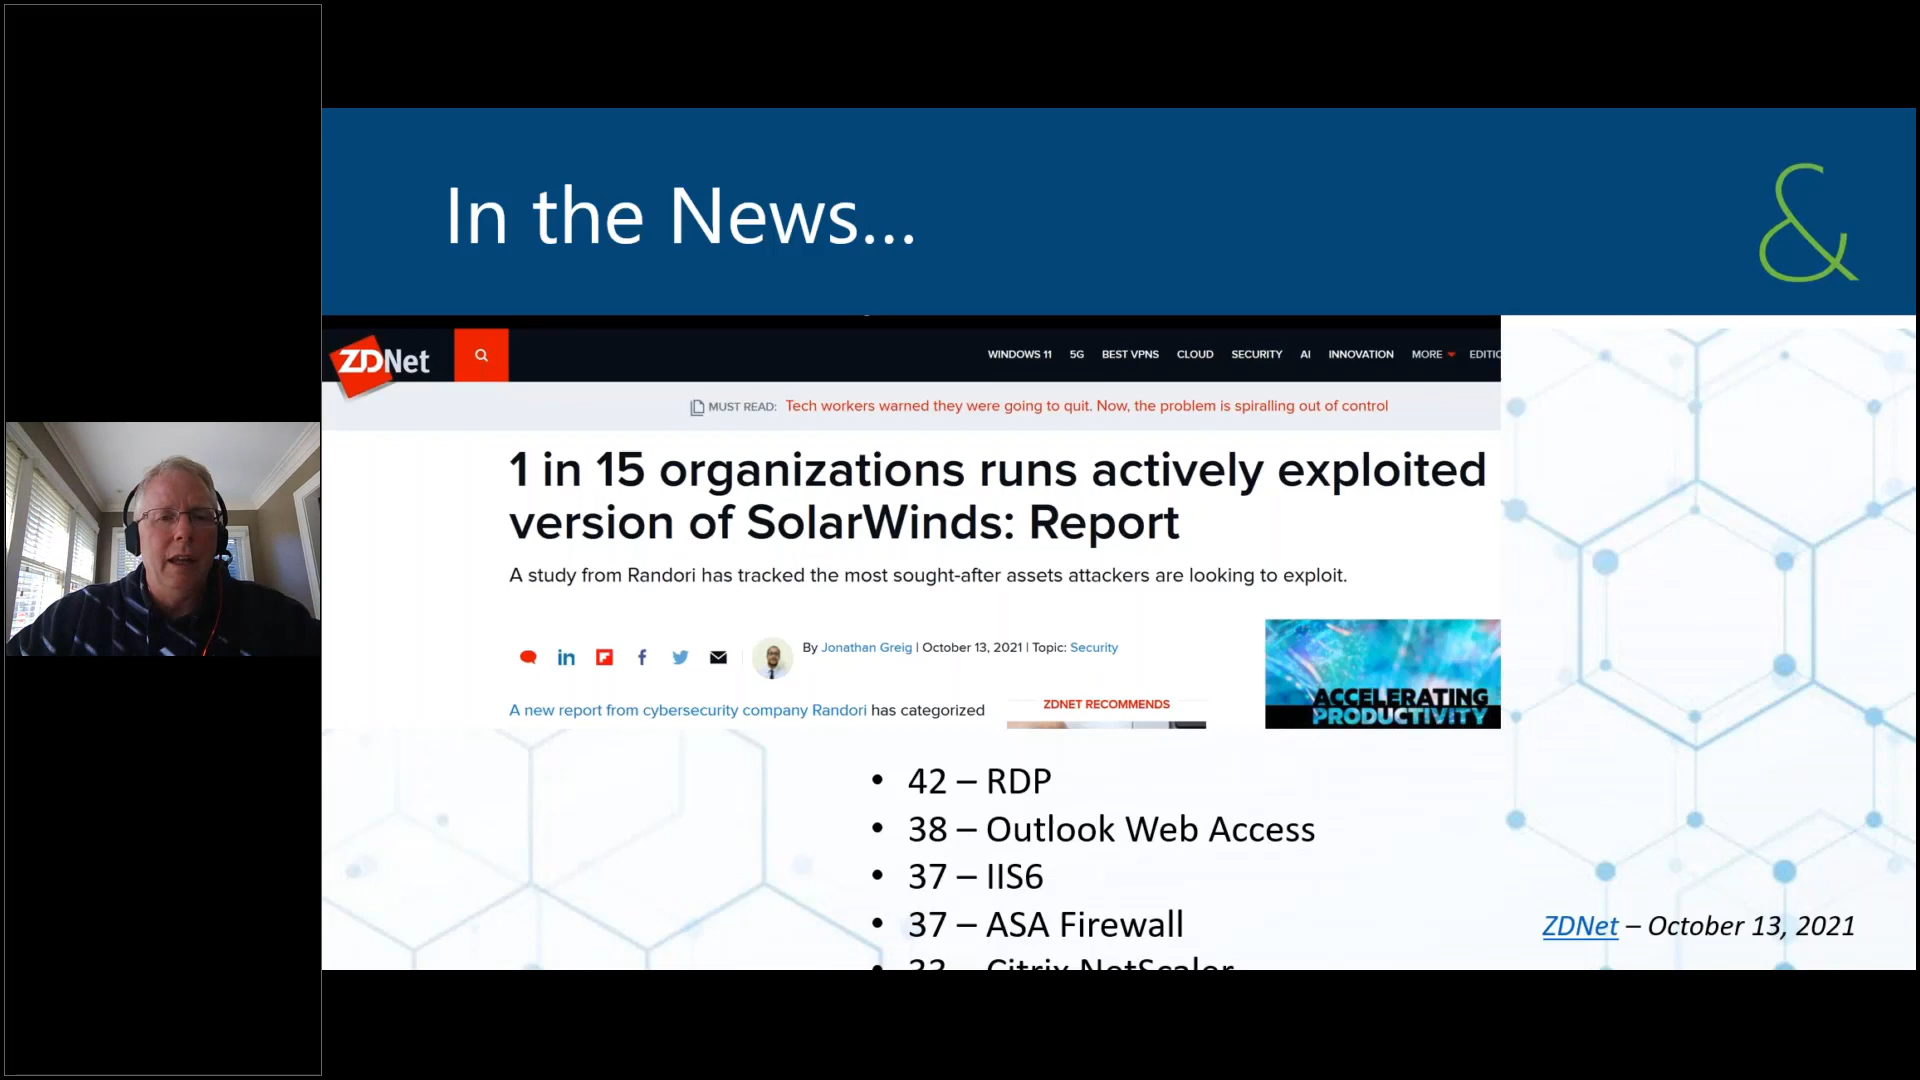 In the News...
&
ZDNet
WINDOWS 11 5G BEST VPNS CLOUD SECURITY AI INNOVATION MORE EDITIO
MUST READ: Tech workers warned they were going to quit. Now, the problem is spiralling out of control
1 in 15 organizations runs actively exploited
version of SolarWinds: Report
A study from Randori has tracked the most sought-after assets attackers are looking to exploit.
By Jonathan Greig | October 13, 2021 | Topic: Security
A new report from cybersecurity company Randori has categorized
ZDNET RECOMMENDS
ACCELERATING
PRODUCTIVITY
• 42 – RDP
• 38 – Outlook Web Access
• 37 – IIS6
• 37 – ASA Firewall
• 33 – Citrix NetScaler
ZDNet – October 13, 2021